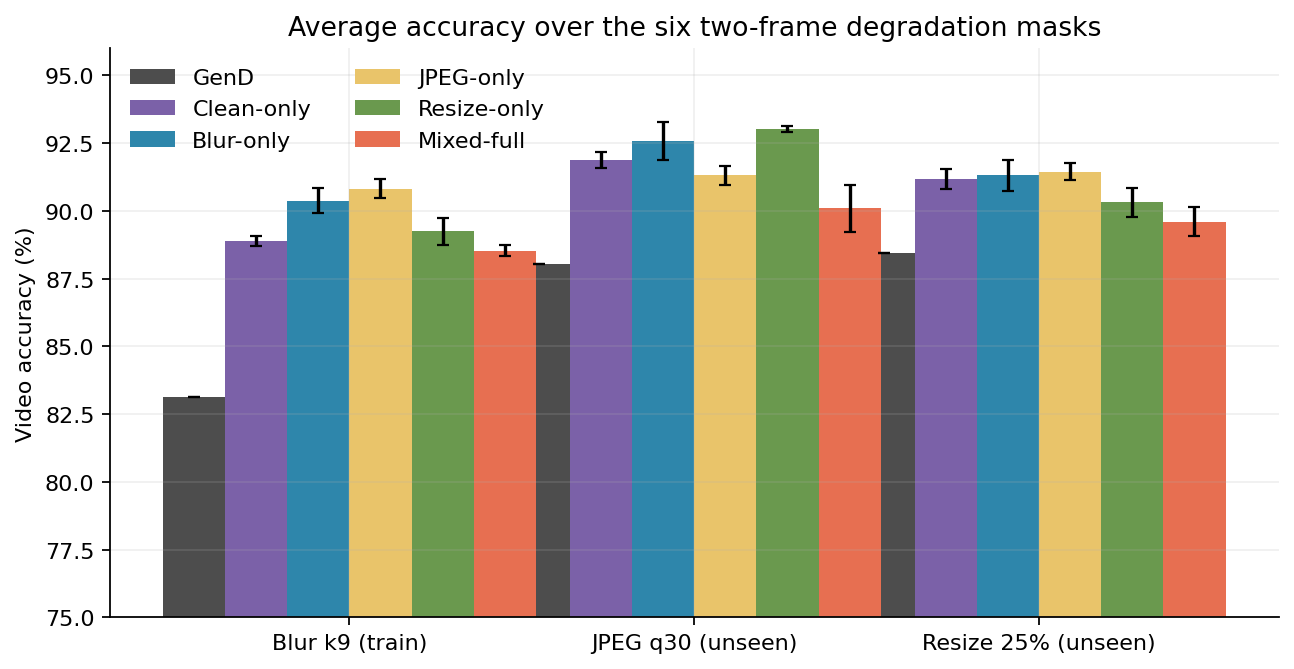 Average accuracy over the six two-frame degradation masks
Video accuracy (%)
95.0
92.5
90.0
87.5
85.0
82.5
80.0
77.5
75.0
GenD
Clean-only
Blur-only
JPEG-only
Resize-only
Mixed-full
Blur k9 (train)
JPEG q30 (unseen)
Resize 25% (unseen)